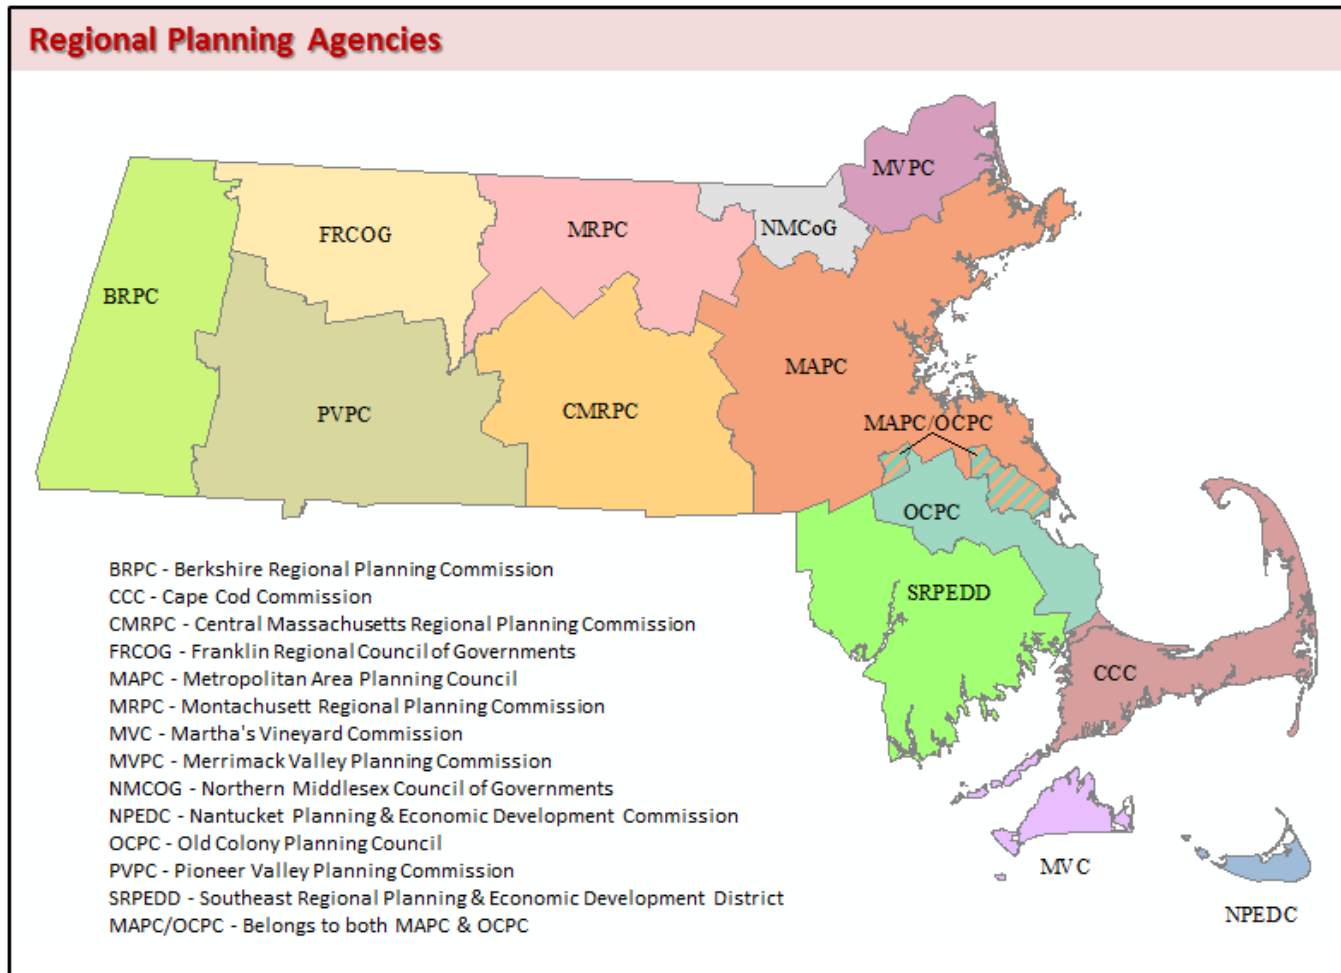 Regional Planning Agencies
MVPC
FRCOG
MRPC
NMCoG
BRPC
MAPC
PVPC
CMRPC
MAPC/OCPC
OCPC
SRPEDD
CCC
MVC
NPEDC
BRPC - Berkshire Regional Planning Commission
CCC - Cape Cod Commission
CMRPC - Central Massachusetts Regional Planning Commission
FRCOG - Franklin Regional Council of Governments
MAPC - Metropolitan Area Planning Council
MRPC - Montachusett Regional Planning Commission
MVC - Martha's Vineyard Commission
MVPC - Merrimack Valley Planning Commission
NMCOG - Northern Middlesex Council of Governments
NPEDC - Nantucket Planning & Economic Development Commission
OCPC - Old Colony Planning Council
PVPC - Pioneer Valley Planning Commission
SRPEDD - Southeast Regional Planning & Economic Development District
MAPC/OCPC - Belongs to both MAPC & OCPC